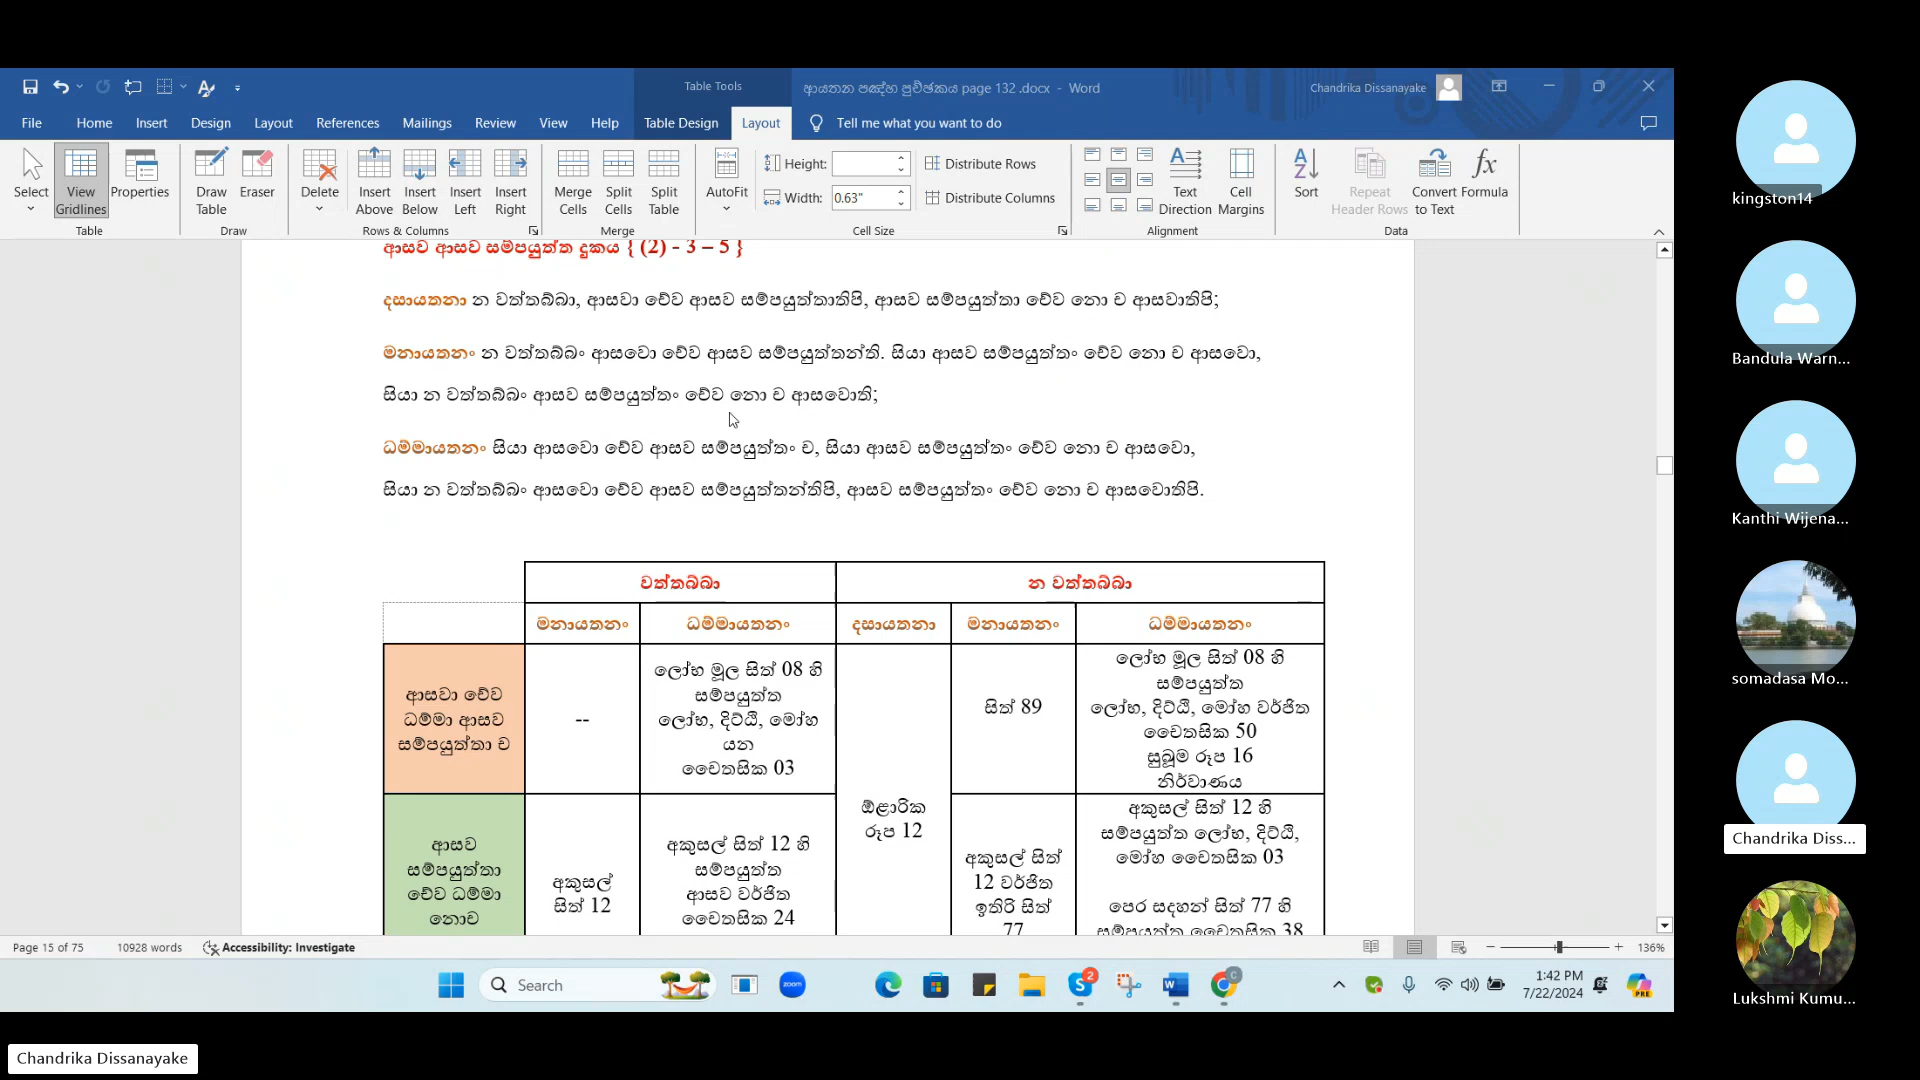 Table Tools
ආයතන පඤ්හ පුච්ඡකය page 132 .docx - Word
Chandrika Dissanayake
File Home Insert Design Layout References Mailings Review View Help Table Design Layout Tell me what you want to do
Select
View Gridlines
Properties
Table
Draw Table
Eraser
Draw
Delete
Insert Above
Insert Below
Insert Left
Insert Right
Rows & Columns
Merge Cells
Split Cells
Split Table
Merge
AutoFit
Height:
Width: 0.63"
Distribute Rows
Distribute Columns
Cell Size
Text Direction
Cell Margins
Alignment
Sort
Repeat Header Rows
Convert to Text
Formula
Data
ආසව ආසව සම්පයුත්ත දුකය { (2) - 3 – 5 }
දසායතනා න වත්තබ්බා, ආසවා චේව ආසව සම්පයුත්තාතිපි, ආසව සම්පයුත්තා චේව නො ච ආසවාතිපි;
මනායතනං න වත්තබ්බං ආසවො චේව ආසව සම්පයුත්තන්ති. සියා ආසව සම්පයුත්තං චේව නො ච ආසවො,
සියා න වත්තබ්බං ආසව සම්පයුත්තං චේව නො ච ආසවොති;
ධම්මායතනං සියා ආසවො චේව ආසව සම්පයුත්තං ච, සියා ආසව සම්පයුත්තං චේව නො ච ආසවො,
සියා න වත්තබ්බං ආසවො චේව ආසව සම්පයුත්තන්තිපි, ආසව සම්පයුත්තං චේව නො ච ආසවොතිපි.
වත්තබ්බා න වත්තබ්බා
මනායතනං ධම්මායතනං දසායතනා මනායතනං ධම්මායතනං
ආසවා චේව
ධම්මා ආසව
සම්පයුත්තා ච
--
ලෝභ මූල සිත් 08 හි
සම්පයුත්ත
ලෝභ, දිට්ඨි, මෝහ
යන
චෛතසික 03
ඕළාරික
රූප 12
සිත් 89
ලෝභ මූල සිත් 08 හි
සම්පයුත්ත
ලෝභ, දිට්ඨි, මෝහ වර්ජිත
චෛතසික 50
සුඛූම රූප 16
නිර්වාණය
ආසව
සම්පයුත්තා
චේව ධම්මා
නොච
අකුසල්
සිත් 12
අකුසල් සිත් 12 හි
සම්පයුත්ත
ආසව වර්ජිත
චෛතසික 24
අකුසල් සිත්
12 වර්ජිත
ඉතිරි සිත්
77
අකුසල් සිත් 12 හි
සම්පයුත්ත ලෝභ, දිට්ඨි,
මෝහ චෛතසික 03
පෙර සදහන් සිත් 77 හි
සම්පයුත්ත චෛතසික 38
Page 15 of 75 10928 words Accessibility: Investigate 136%
Search
zoom
2
C
PRE
1:42 PM
7/22/2024
kingston14
Bandula Warn...
Kanthi Wijena...
somadasa Mo...
Chandrika Diss...
Lukshmi Kumu...
Chandrika Dissanayake